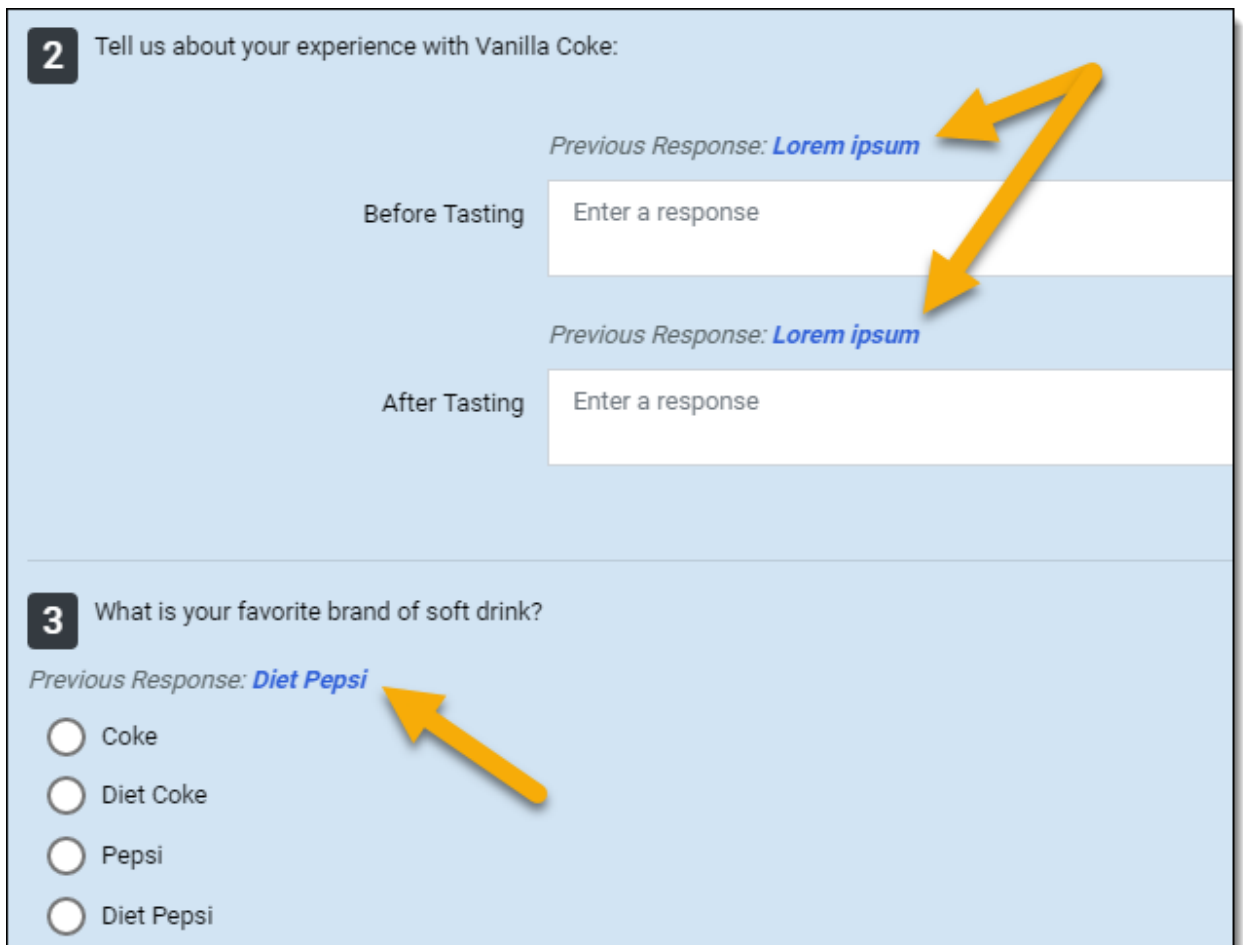 2 Tell us about your experience with Vanilla Coke:
Previous Response: Lorem ipsum
Before Tasting Enter a response
Previous Response: Lorem ipsum
After Tasting Enter a response
3 What is your favorite brand of soft drink?
Previous Response: Diet Pepsi
Coke
Diet Coke
Pepsi
Diet Pepsi